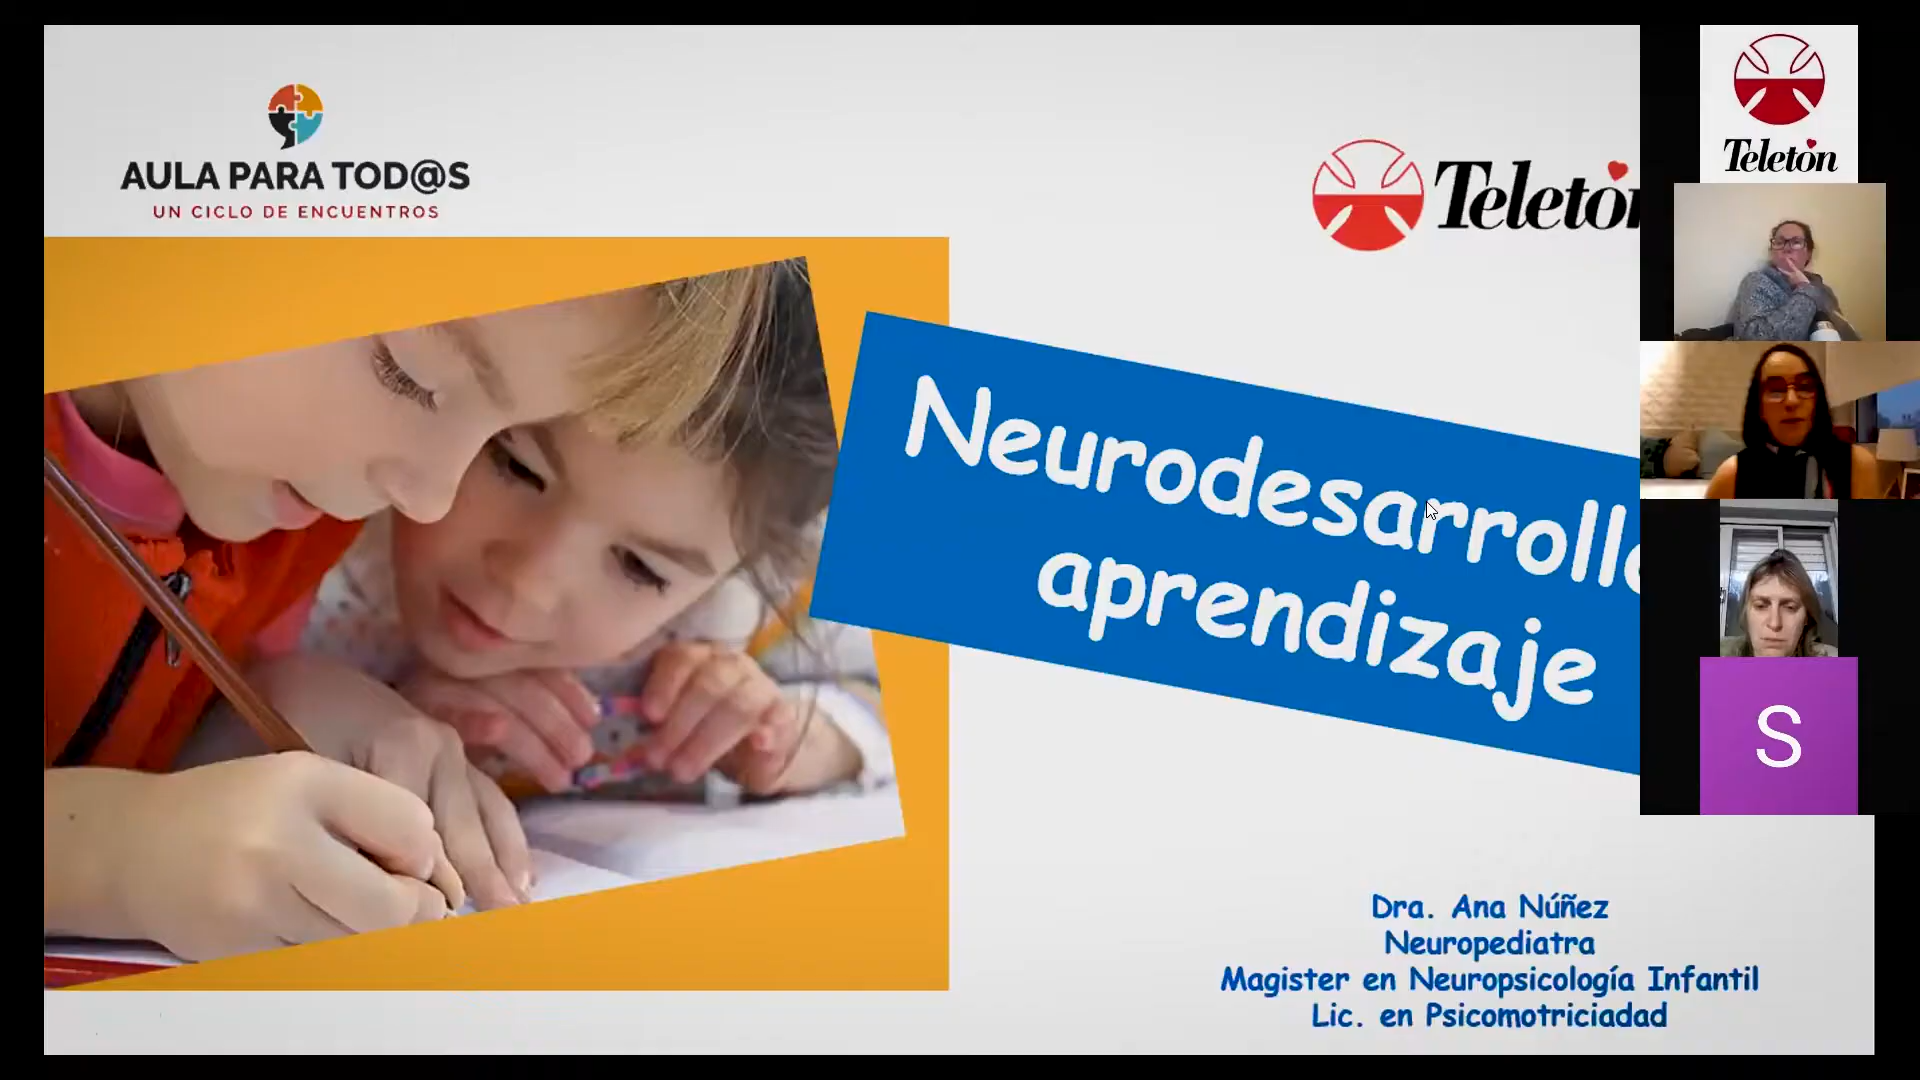 AULA PARA TOD@S
UN CICLO DE ENCUENTROS
Teletón
Teletón
Neurodesarrollo
aprendizaje
S
Dra. Ana Núñez
Neuropediatra
Magister en Neuropsicología Infantil
Lic. en Psicomotriciadad